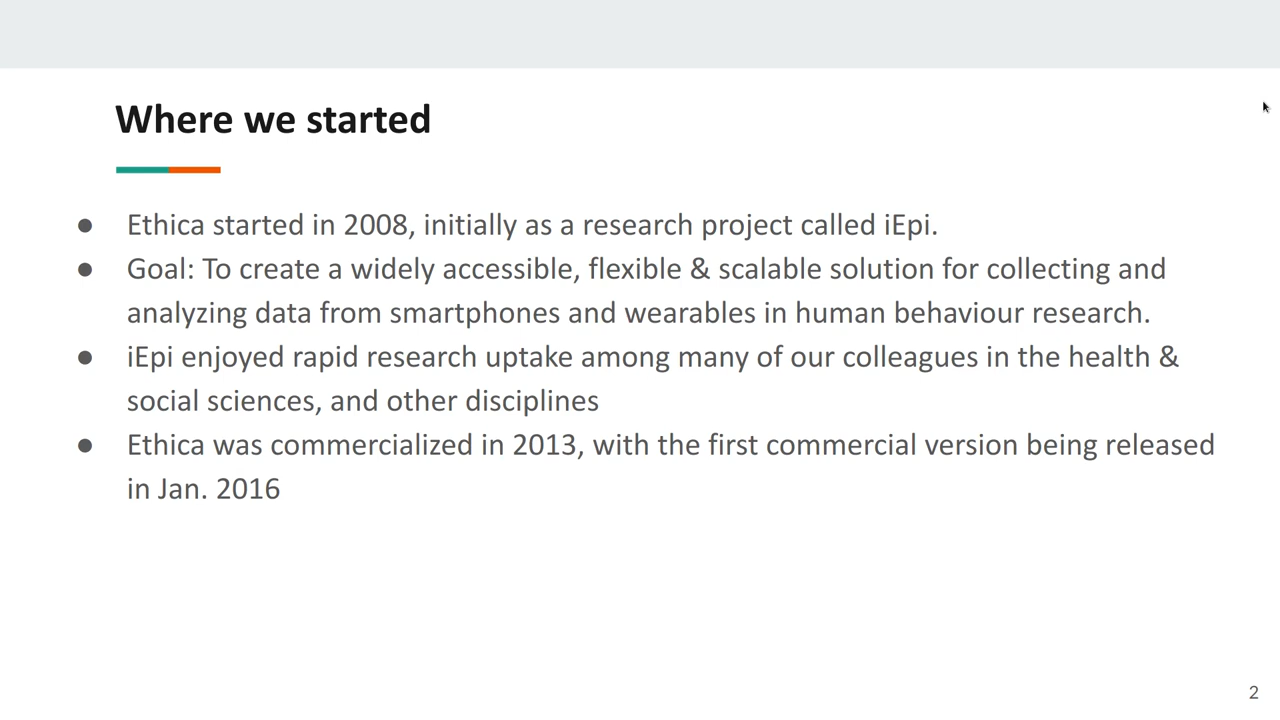 Where we started
● Ethica started in 2008, initially as a research project called iEpi.
● Goal: To create a widely accessible, flexible & scalable solution for collecting and
analyzing data from smartphones and wearables in human behaviour research.
● iEpi enjoyed rapid research uptake among many of our colleagues in the health &
social sciences, and other disciplines
● Ethica was commercialized in 2013, with the first commercial version being released
in Jan. 2016
2